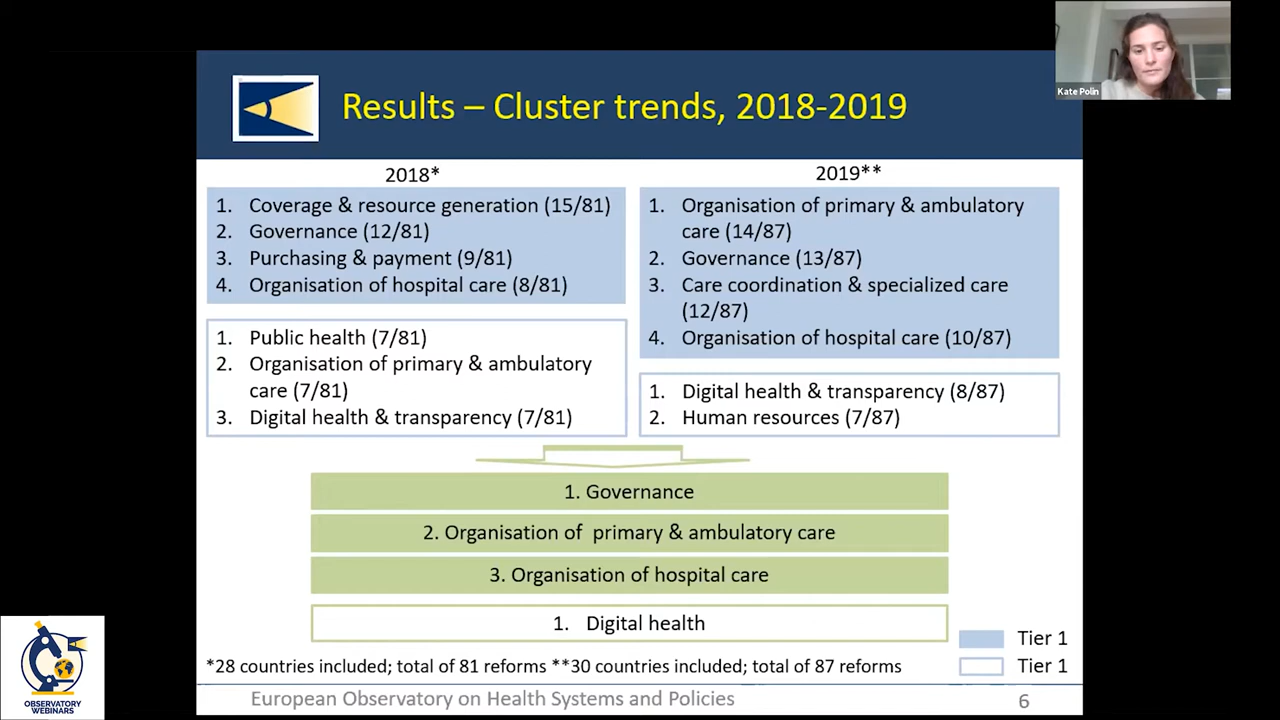 Kate Polin
Results – Cluster trends, 2018-2019
2018*
1. Coverage & resource generation (15/81)
2. Governance (12/81)
3. Purchasing & payment (9/81)
4. Organisation of hospital care (8/81)
1. Public health (7/81)
2. Organisation of primary & ambulatory
care (7/81)
3. Digital health & transparency (7/81)
2019**
1. Organisation of primary & ambulatory
care (14/87)
2. Governance (13/87)
3. Care coordination & specialized care
(12/87)
4. Organisation of hospital care (10/87)
1. Digital health & transparency (8/87)
2. Human resources (7/87)
1. Governance
2. Organisation of primary & ambulatory care
3. Organisation of hospital care
1. Digital health
Tier 1
Tier 1
*28 countries included; total of 81 reforms **30 countries included; total of 87 reforms
European Observatory on Health Systems and Policies
6
OBSERVATORY
WEBINARS